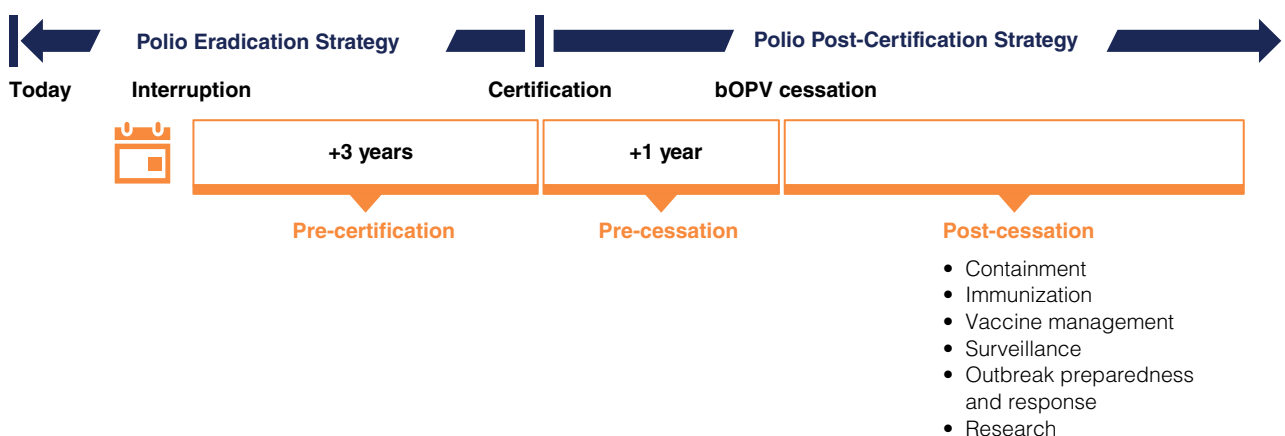 Polio Eradication Strategy
Polio Post-Certification Strategy
Today
Interruption
Certification
bOPV cessation
+3 years
+1 year
Pre-certification
Pre-cessation
Post-cessation
• Containment
• Immunization
• Vaccine management
• Surveillance
• Outbreak preparedness
and response
• Research